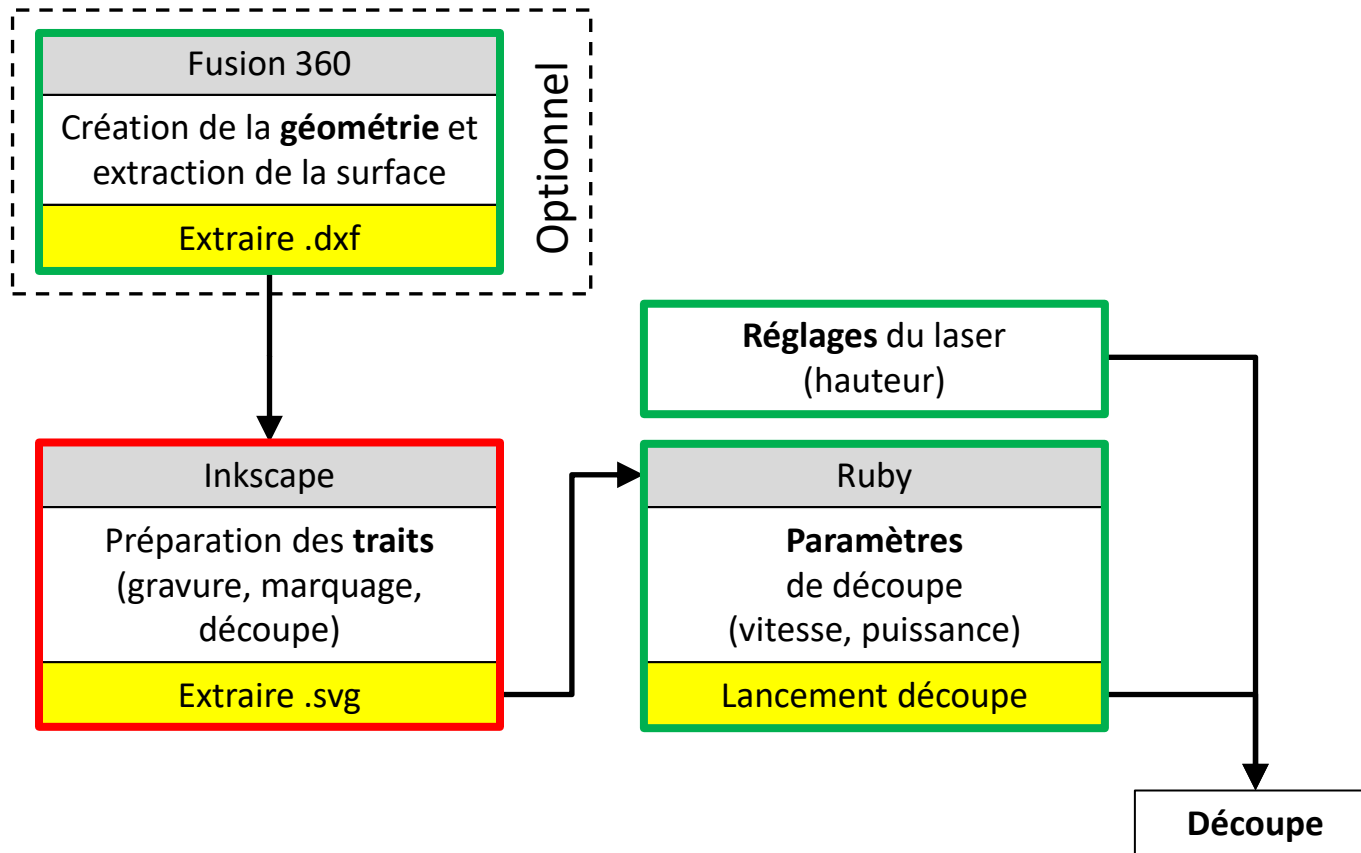 Fusion 360
Création de la géométrie et
extraction de la surface
Extraire .dxf
Optionnel
Réglages du laser
(hauteur)
Inkscape
Préparation des traits
(gravure, marquage,
découpe)
Extraire .svg
Ruby
Paramètres
de découpe
(vitesse, puissance)
Lancement découpe
Découpe